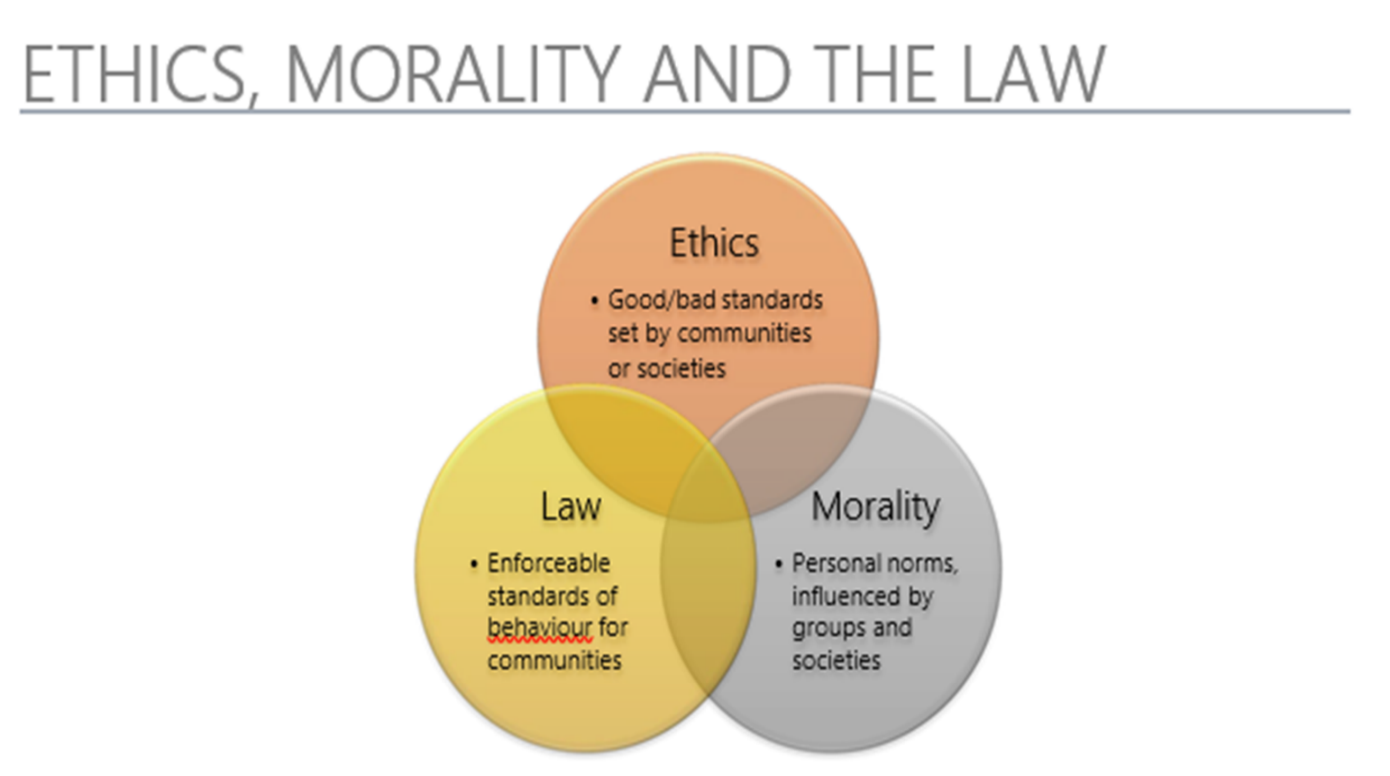 ETHICS, MORALITY AND THE LAW
Ethics
• Good/bad standards
set by communities
or societies
Law
• Enforceable
standards of
behaviour for
communities
Morality
• Personal norms,
influenced by
groups and
societies